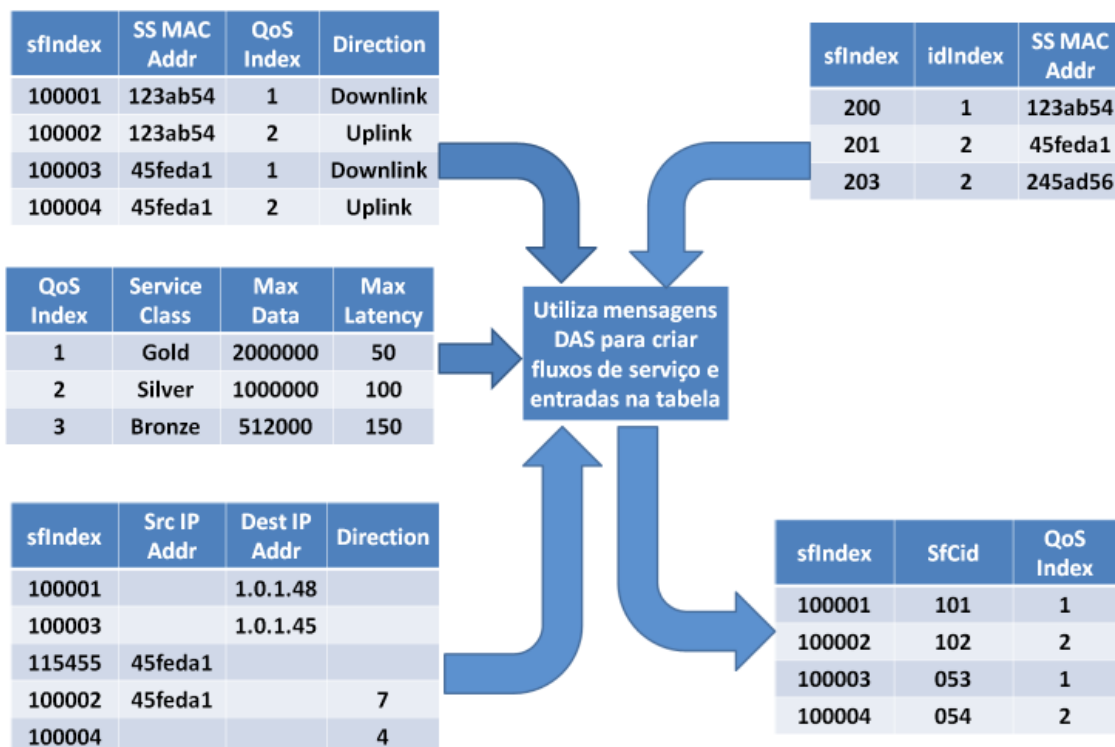 sfIndex SS MAC Addr QoS Index Direction
100001 123ab54 1 Downlink
100002 123ab54 2 Uplink
100003 45feda1 1 Downlink
100004 45feda1 2 Uplink
sfIndex idIndex SS MAC Addr
200 1 123ab54
201 2 45feda1
203 2 245ad56
QoS Index Service Class Max Data Max Latency
1 Gold 2000000 50
2 Silver 1000000 100
3 Bronze 512000 150
Utiliza mensagens
DAS para criar
fluxos de serviço e
entradas na tabela
sfIndex Src IP Addr Dest IP Addr Direction
100001 1.0.1.48
100003 1.0.1.45
115455 45feda1
100002 45feda1 7
100004 4
sfIndex SfCid QoS Index
100001 101 1
100002 102 2
100003 053 1
100004 054 2